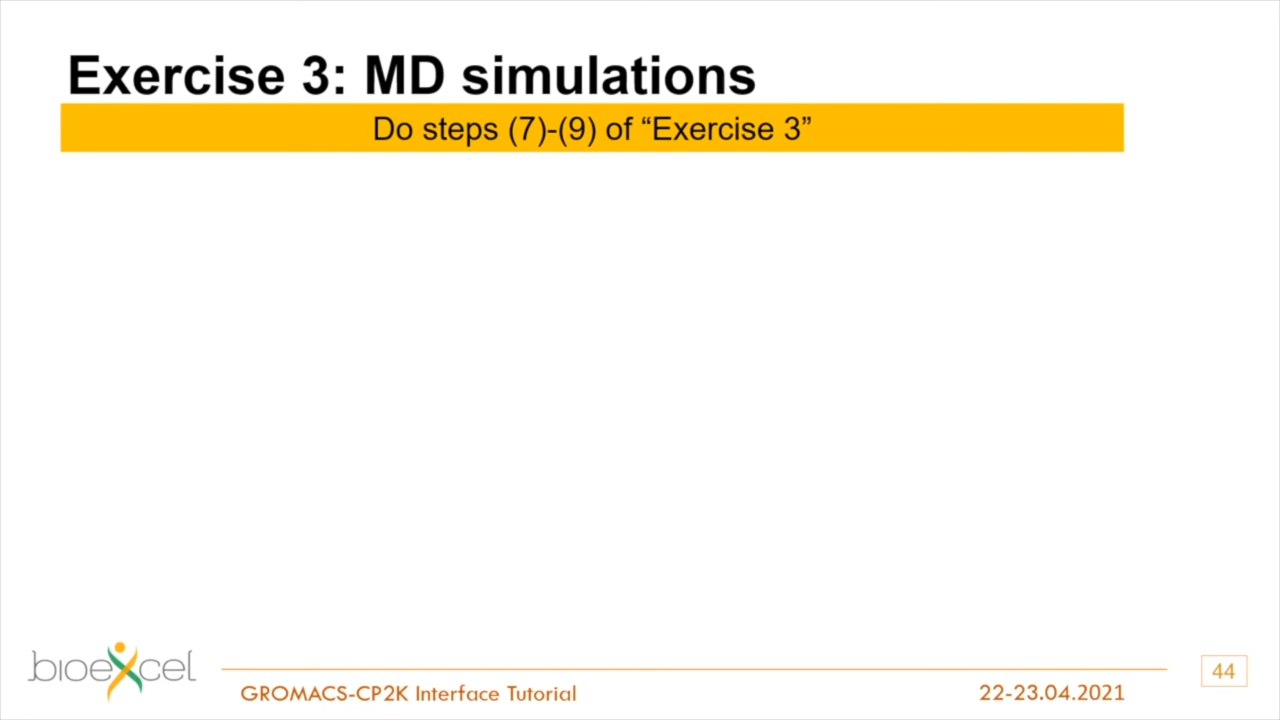 Exercise 3: MD simulations
Do steps (7)-(9) of “Exercise 3”
bioexcel
GROMACS-CP2K Interface Tutorial
22-23.04.2021
44